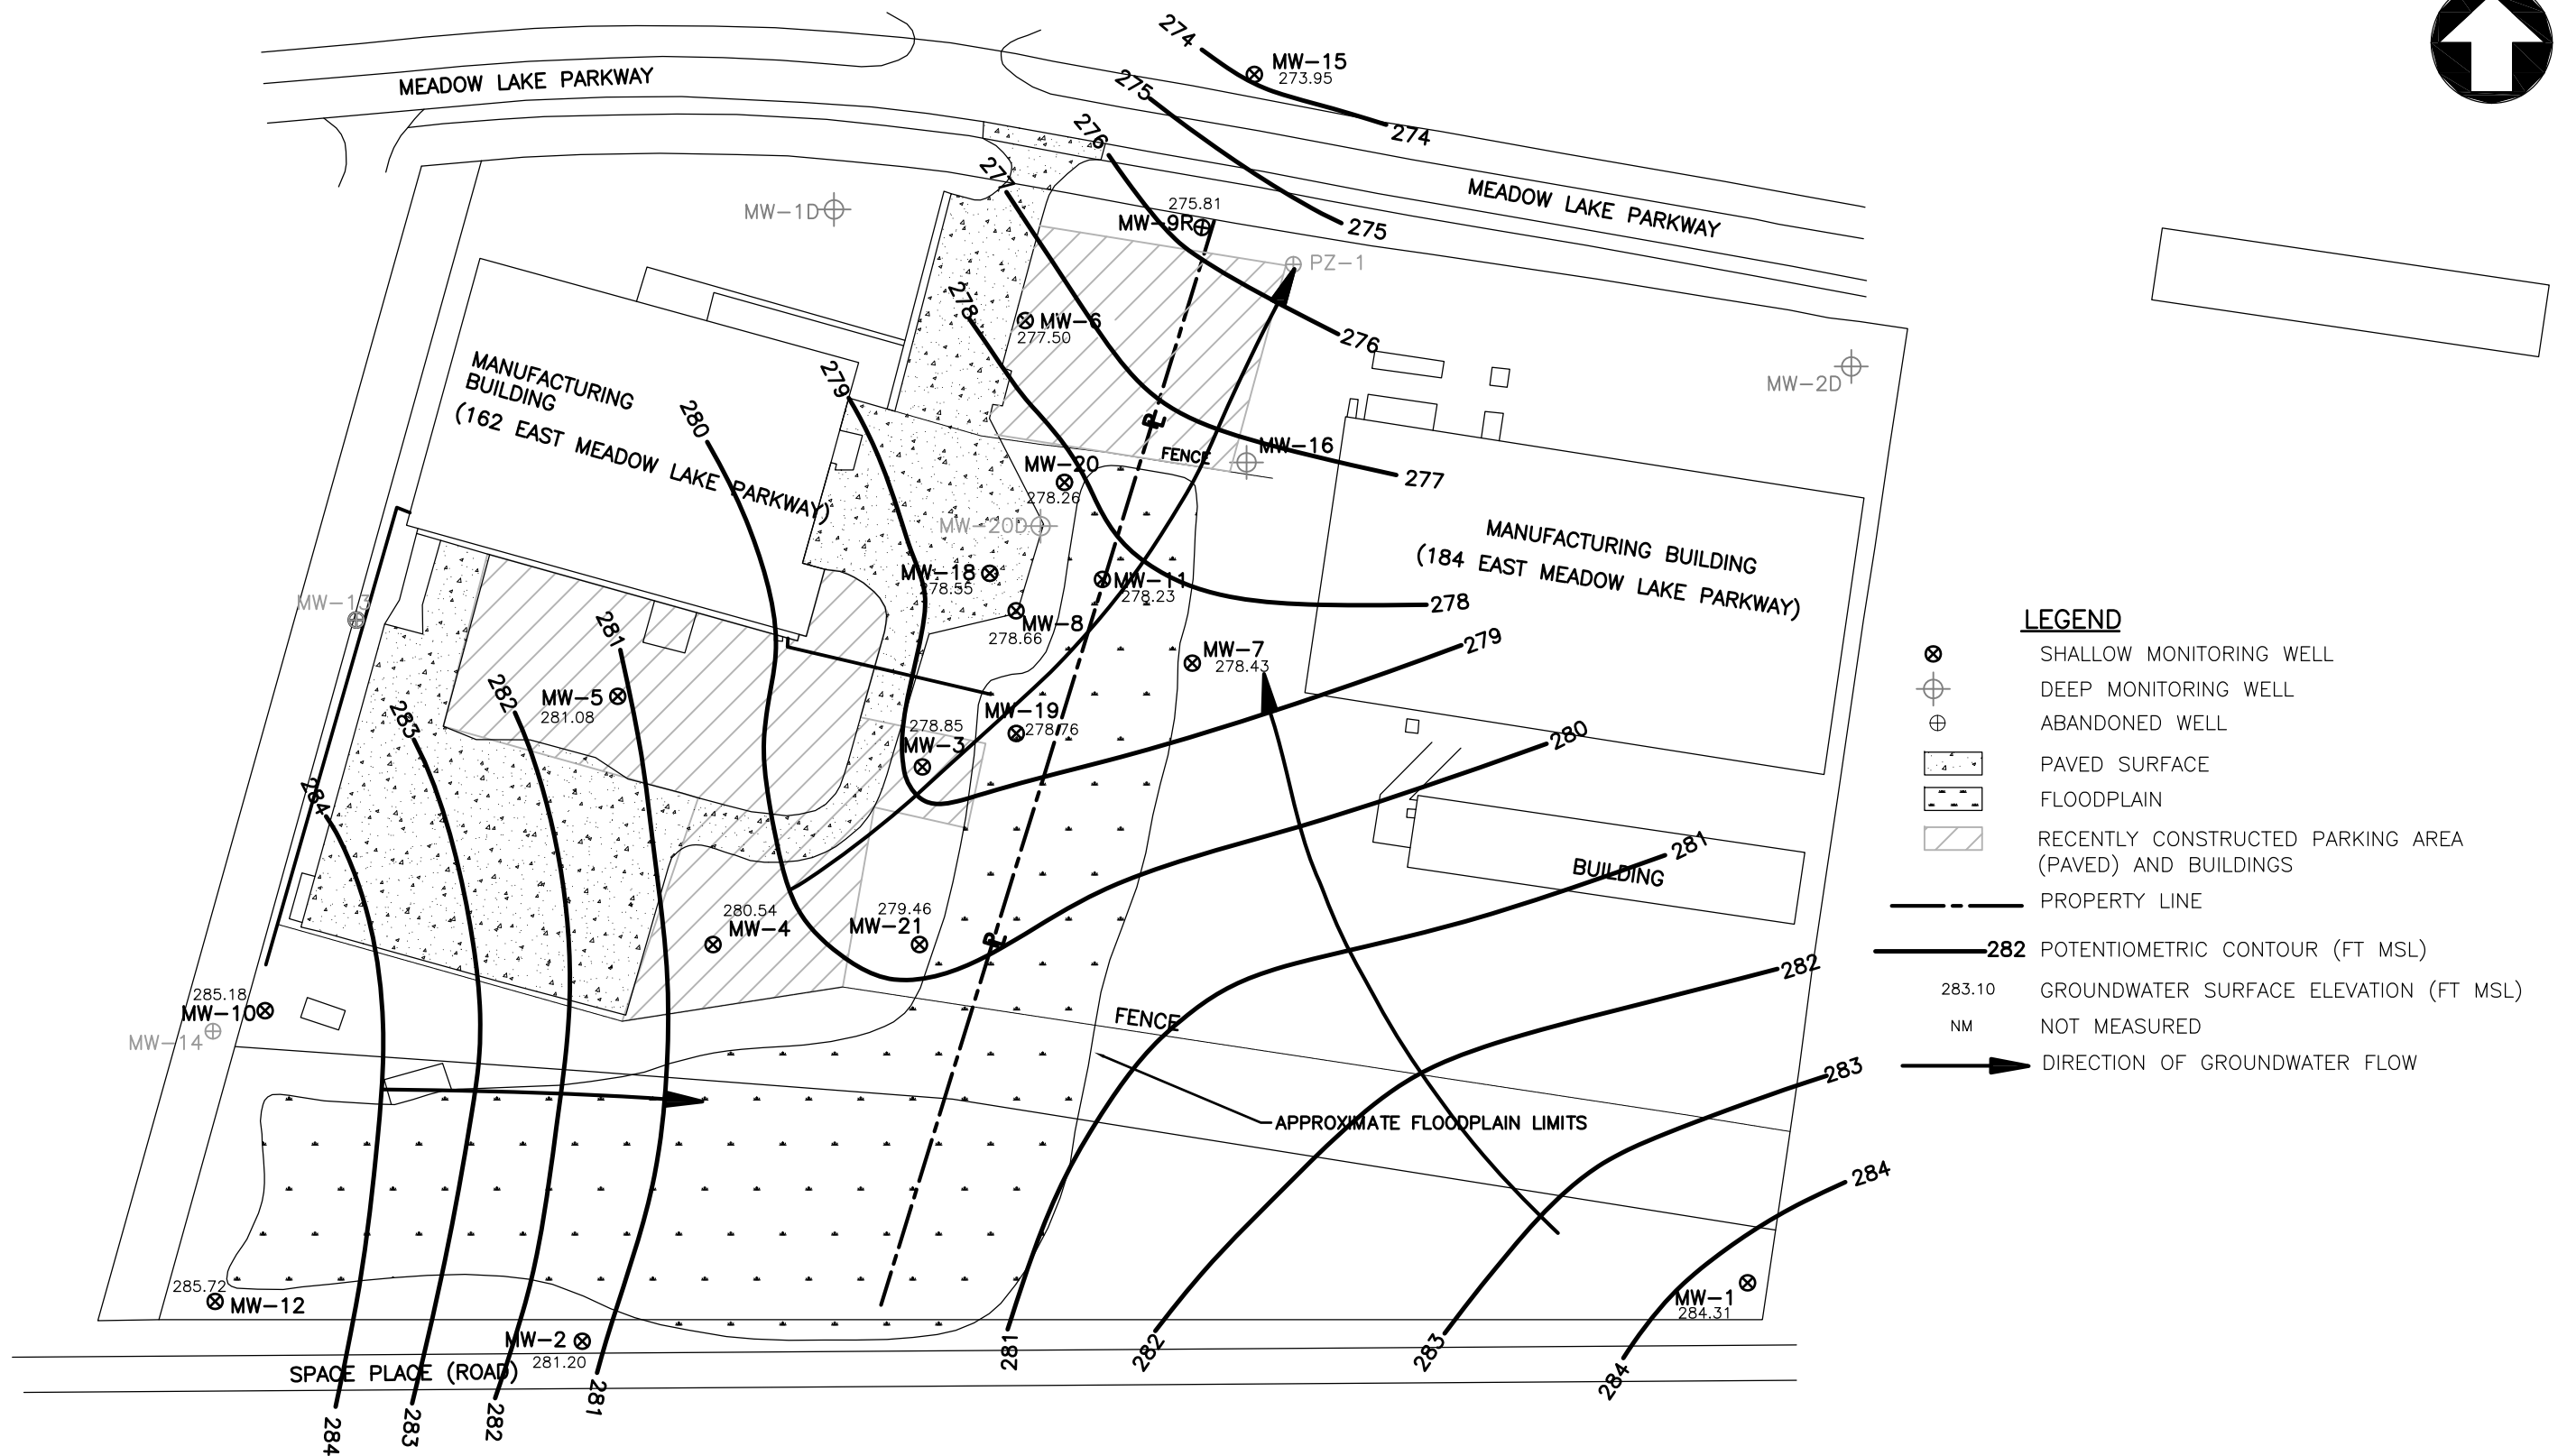 274
MW-15
273.95
MEADOW LAKE PARKWAY
275
274
276
277
MEADOW LAKE PARKWAY
MW-1D
275.81
MW-9R
275
PZ-1
278
MW-6
277.50
276
MANUFACTURING
BUILDING
(162 EAST MEADOW LAKE PARKWAY)
279
280
MW-2D
P
FENCE
MW-16
MW-20
278.26
277
MW-20D
MANUFACTURING BUILDING
(184 EAST MEADOW LAKE PARKWAY)
MW-18
278.55
MW-11
278.23
278
MW-13
MW-8
278.66
281
279
MW-7
278.43
282
MW-5
281.08
283
278.85
MW-3
MW-19
278.76
280
284
281
BUILDING
280.54
MW-4
279.46
MW-21
P
282
285.18
MW-10
MW-14
FENCE
283
APPROXIMATE FLOODPLAIN LIMITS
284
285.72
MW-12
MW-1
284.31
MW-2
281.20
SPACE PLACE (ROAD)
284
283
282
281
281
282
283
284
LEGEND
SHALLOW MONITORING WELL
DEEP MONITORING WELL
ABANDONED WELL
PAVED SURFACE
FLOODPLAIN
RECENTLY CONSTRUCTED PARKING AREA
(PAVED) AND BUILDINGS
PROPERTY LINE
282 POTENTIOMETRIC CONTOUR (FT MSL)
283.10 GROUNDWATER SURFACE ELEVATION (FT MSL)
NM NOT MEASURED
DIRECTION OF GROUNDWATER FLOW